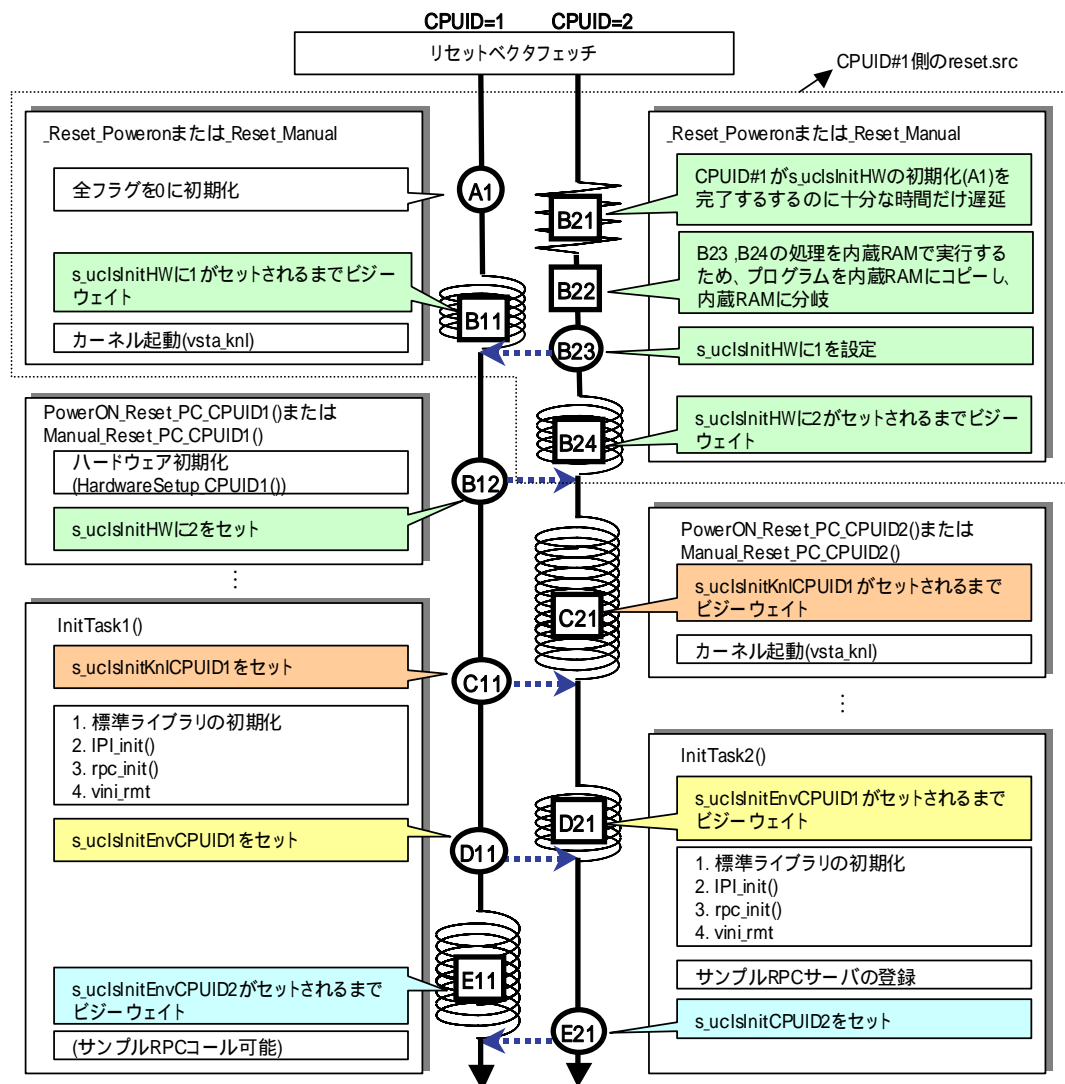 CPUID=1 CPUID=2
リセットベクタフェッチ
CPUID#1側のreset.src
_Reset_Poweronまたは_Reset_Manual
全フラグを0に初期化
s_ucIsInitHWに1がセットされるまでビジー
ウェイト
カーネル起動(vsta_knl)
A1
B11
B21
B22
B23
B24
B12
_Reset_Poweronまたは_Reset_Manual
CPUID#1がs_ucIsInitHWの初期化(A1)を
完了するするのに十分な時間だけ遅延
B23 ,B24の処理を内蔵RAMで実行する
ため、プログラムを内蔵RAMにコピーし、
内蔵RAMに分岐
s_ucIsInitHWに1を設定
s_ucIsInitHWに2がセットされるまでビジー
ウェイト
PowerON_Reset_PC_CPUID1()または
Manual_Reset_PC_CPUID1()
ハードウェア初期化
(HardwareSetup_CPUID1())
s_ucIsInitHWに2をセット
⋮
PowerON_Reset_PC_CPUID2()または
Manual_Reset_PC_CPUID2()
s_ucIsInitKnlCPUID1がセットされるまで
ビジーウェイト
カーネル起動(vsta_knl)
⋮
C21
C11
InitTask1()
s_ucIsInitKnlCPUID1をセット
1. 標準ライブラリの初期化
2. IPI_init()
3. rpc_init()
4. vini_rmt
s_ucIsInitEnvCPUID1をセット
s_ucIsInitEnvCPUID2がセットされるまで
ビジーウェイト
(サンプルRPCコール可能)
D21
D11
E11
E21
InitTask2()
s_ucIsInitEnvCPUID1がセットされるまで
ビジーウェイト
1. 標準ライブラリの初期化
2. IPI_init()
3. rpc_init()
4. vini_rmt
サンプルRPCサーバの登録
s_ucIsInitCPUID2をセット